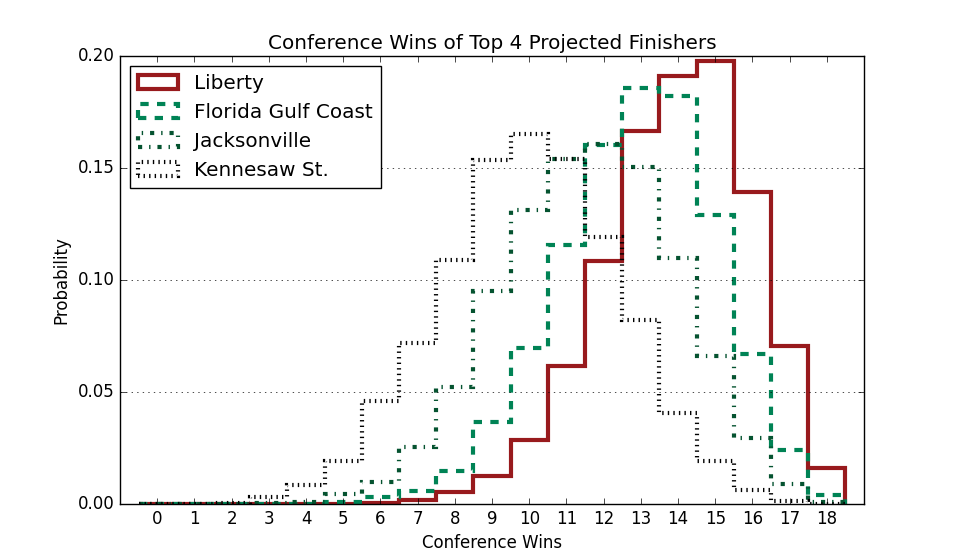 Conference Wins of Top 4 Projected Finishers
Liberty
Florida Gulf Coast
Jacksonville
Kennesaw St.
0.20
0.15
0.10
0.05
0.00
Probability
0 1 2 3 4 5 6 7 8 9 10 11 12 13 14 15 16 17 18
Conference Wins